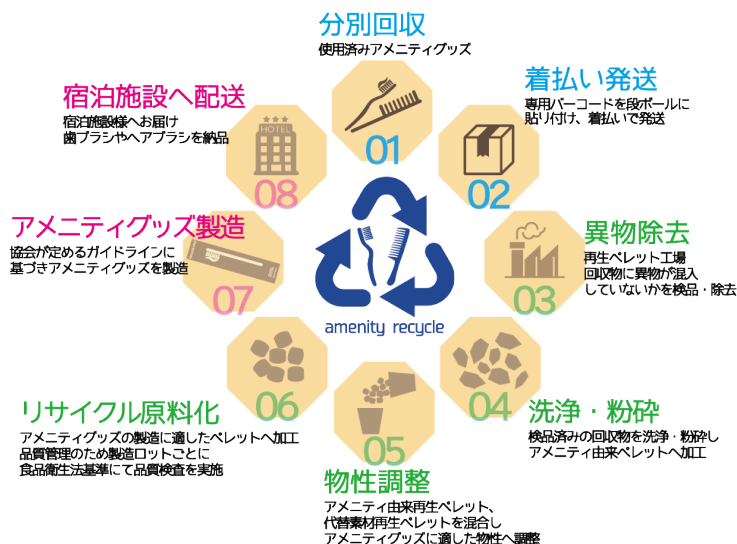 分別回収
使用済みアメニティグッズ
01
着払い発送
専用バーコードを段ボールに
貼り付け、着払いで発送
02
異物除去
再生ペレット工場
回収物に異物が混入
していないかを検品・除去
03
洗浄・粉砕
検品済みの回収物を洗浄・粉砕し
アメニティ由来ペレットへ加工
04
05
物性調整
アメニティ由来再生ペレット、
代替素材再生ペレットを混合し
アメニティグッズに適した物性へ調整
06
リサイクル原料化
アメニティグッズの製造に適したペレットへ加工
品質管理のため製造ロットごとに
食品衛生法基準にて品質検査を実施
アメニティグッズ製造
協会が定めるガイドラインに
基づきアメニティグッズを製造
07
宿泊施設へ配送
宿泊施設様へお届け
歯ブラシやヘアブラシを納品
HOTEL
08
amenity recycle